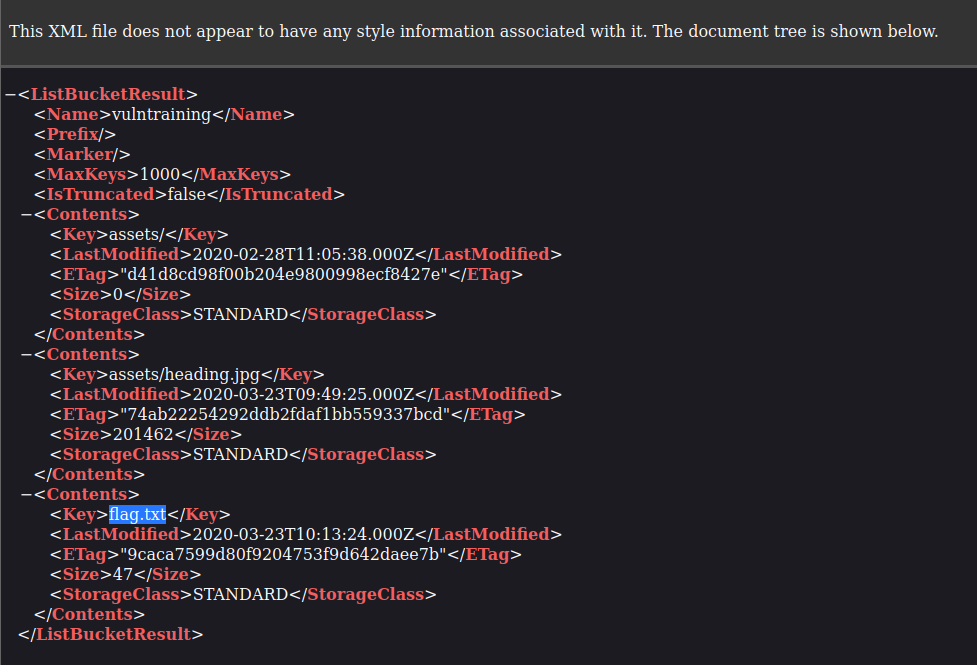 This XML file does not appear to have any style information associated with it. The document tree is shown below.
−<ListBucketResult>
<Name>vulntraining</Name>
<Prefix/>
<Marker/>
<MaxKeys>1000</MaxKeys>
<IsTruncated>false</IsTruncated>
−<Contents>
<Key>assets/</Key>
<LastModified>2020-02-28T11:05:38.000Z</LastModified>
<ETag>"d41d8cd98f00b204e9800998ecf8427e"</ETag>
<Size>0</Size>
<StorageClass>STANDARD</StorageClass>
</Contents>
−<Contents>
<Key>assets/heading.jpg</Key>
<LastModified>2020-03-23T09:49:25.000Z</LastModified>
<ETag>"74ab22254292ddb2fdaf1bb559337bcd"</ETag>
<Size>201462</Size>
<StorageClass>STANDARD</StorageClass>
</Contents>
−<Contents>
<Key>flag.txt</Key>
<LastModified>2020-03-23T10:13:24.000Z</LastModified>
<ETag>"9caca7599d80f9204753f9d642daee7b"</ETag>
<Size>47</Size>
<StorageClass>STANDARD</StorageClass>
</Contents>
</ListBucketResult>